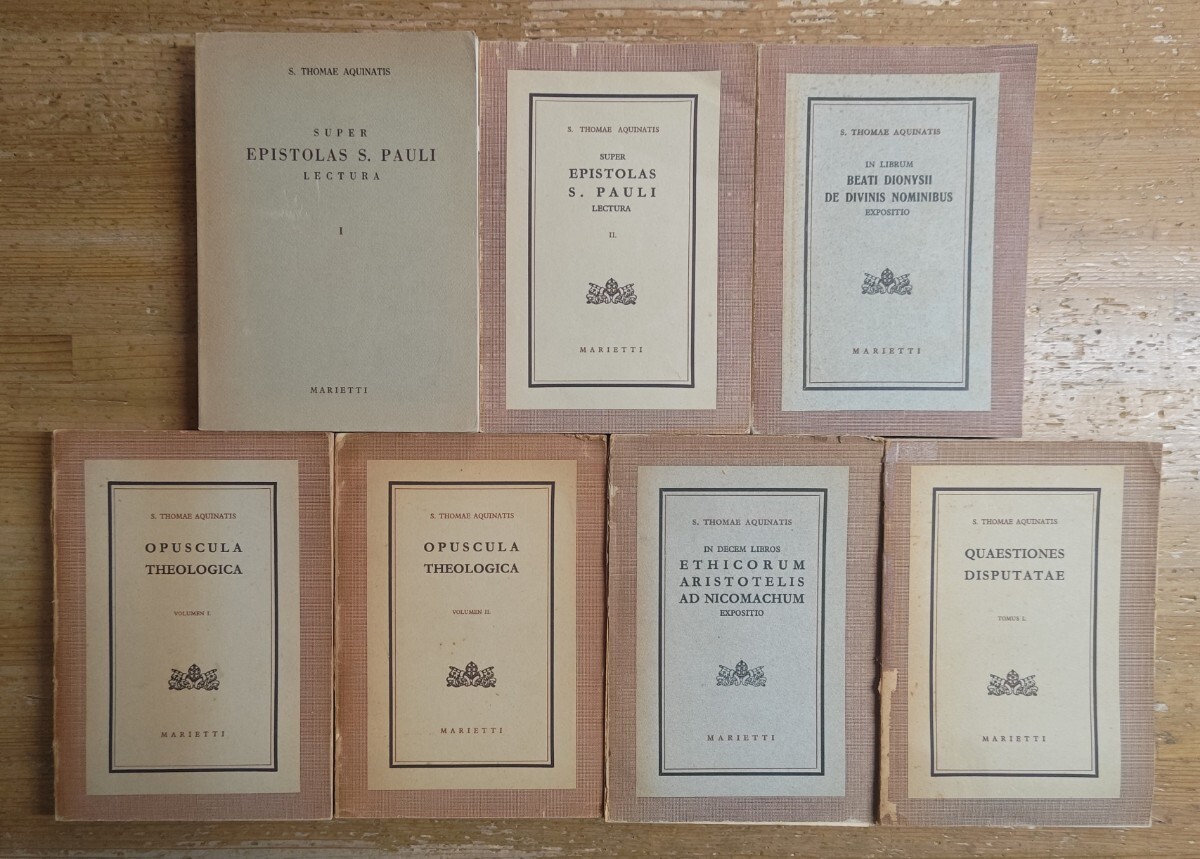 S. THOMAE AQUINATIS
SUPER
EPISTOLAS S. PAULI
LECTURA
I
MARIETTI
S. THOMAE AQUINATIS
SUPER
EPISTOLAS
S. PAULI
LECTURA
II.
MARIETTI
S. THOMAE AQUINATIS
IN LIBRUM
BEATI DIONYSII
DE DIVINIS NOMINIBUS
EXPOSITIO
MARIETTI
S. THOMAE AQUINATIS
OPUSCULA
THEOLOGICA
VOLUMEN I.
MARIETTI
S. THOMAE AQUINATIS
OPUSCULA
THEOLOGICA
VOLUMEN II.
MARIETTI
S. THOMAE AQUINATIS
IN DECEM LIBROS
ETHICORUM
ARISTOTELIS
AD NICOMACHUM
EXPOSITIO
MARIETTI
S. THOMAE AQUINATIS
QUAESTIONES
DISPUTATAE
TOMUS I.
MARIETTI